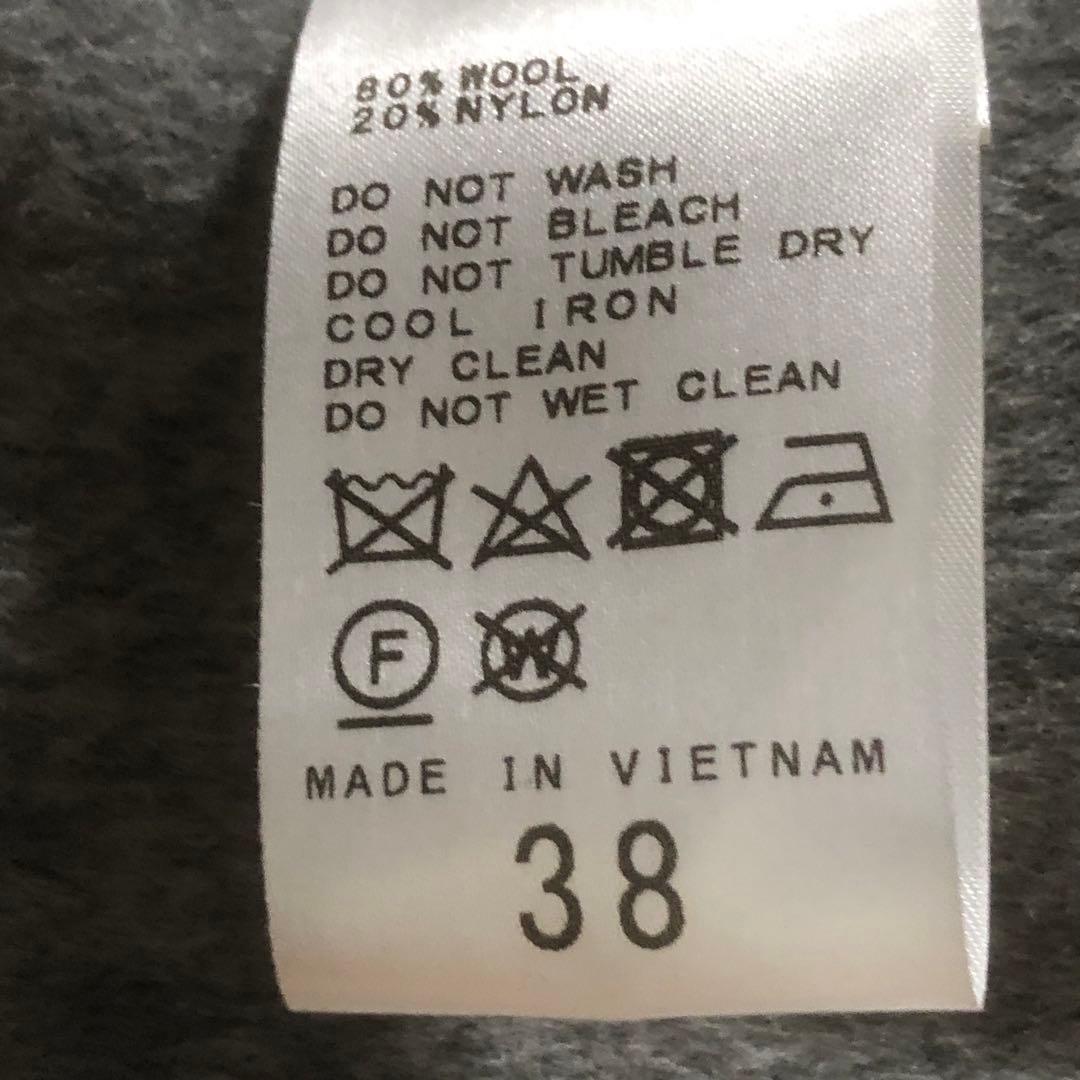 80% WOOL
20% NYLON
DO NOT WASH
DO NOT BLEACH
DO NOT TUMBLE DRY
COOL IRON
DRY CLEAN
DO NOT WET CLEAN
F W
MADE IN VIETNAM
38